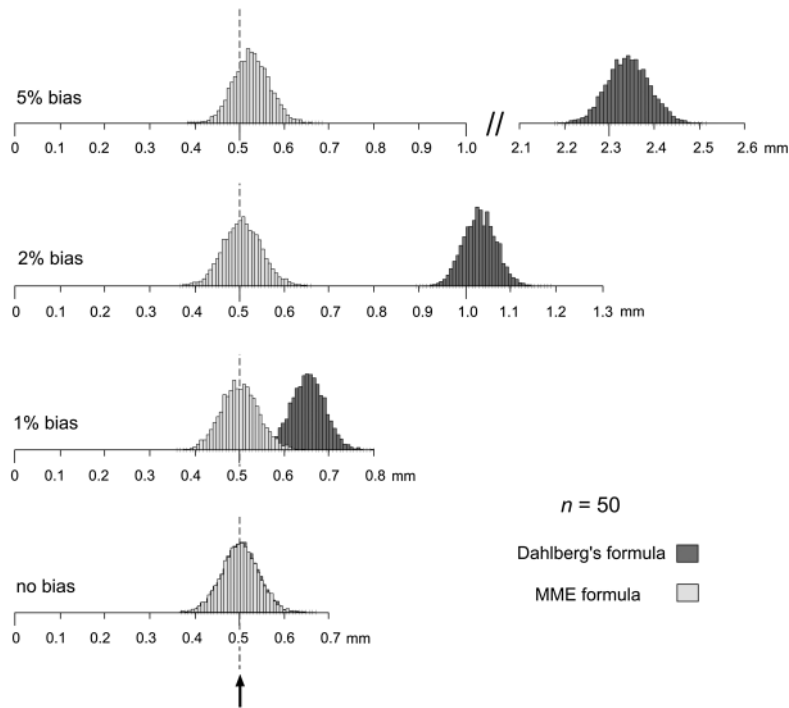 5% bias
0 0.1 0.2 0.3 0.4 0.5 0.6 0.7 0.8 0.9 1.0 // 2.1 2.2 2.3 2.4 2.5 2.6 mm
2% bias
0 0.1 0.2 0.3 0.4 0.5 0.6 0.7 0.8 0.9 1.0 1.1 1.2 1.3 mm
1% bias
0 0.1 0.2 0.3 0.4 0.5 0.6 0.7 0.8 mm
n = 50
Dahlberg's formula
MME formula
no bias
0 0.1 0.2 0.3 0.4 0.5 0.6 0.7 mm